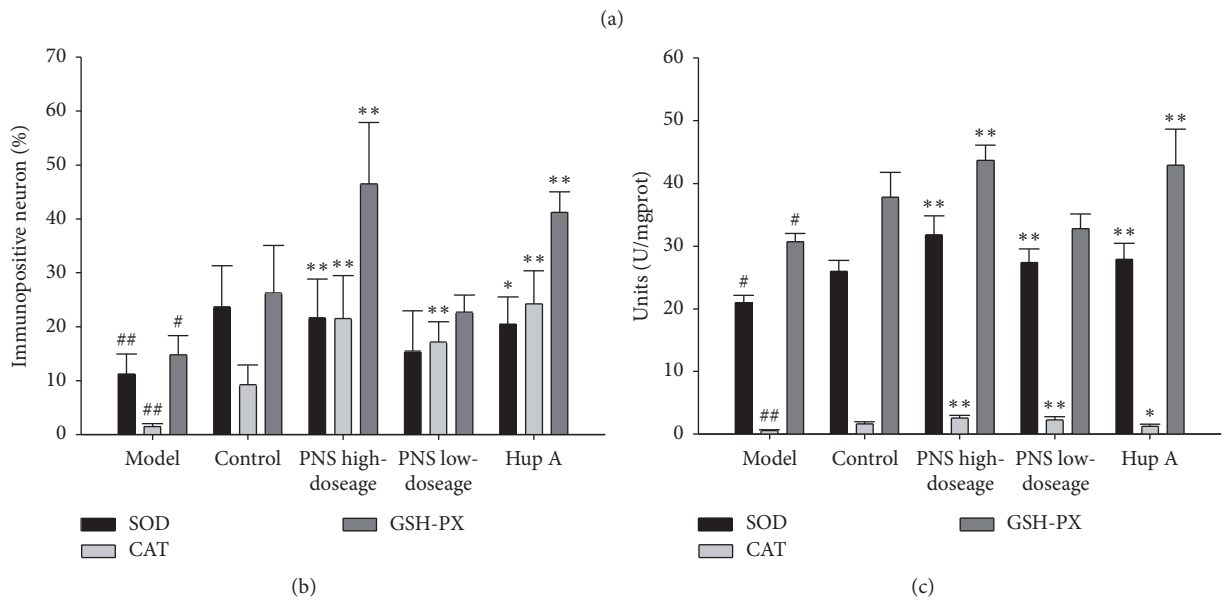 (a)
70
60
50
40
30
20
10
0
Immunopositive neuron (%)
##
##
#
**
**
**
**
*
**
**
Model
Control
PNS high-
doseage
PNS low-
doseage
Hup A
SOD
CAT
GSH-PX
(b)
60
50
40
30
20
10
0
Units (U/mgprot)
#
##
#
**
**
**
**
**
**
*
**
Model
Control
PNS high-
doseage
PNS low-
doseage
Hup A
SOD
CAT
GSH-PX
(c)